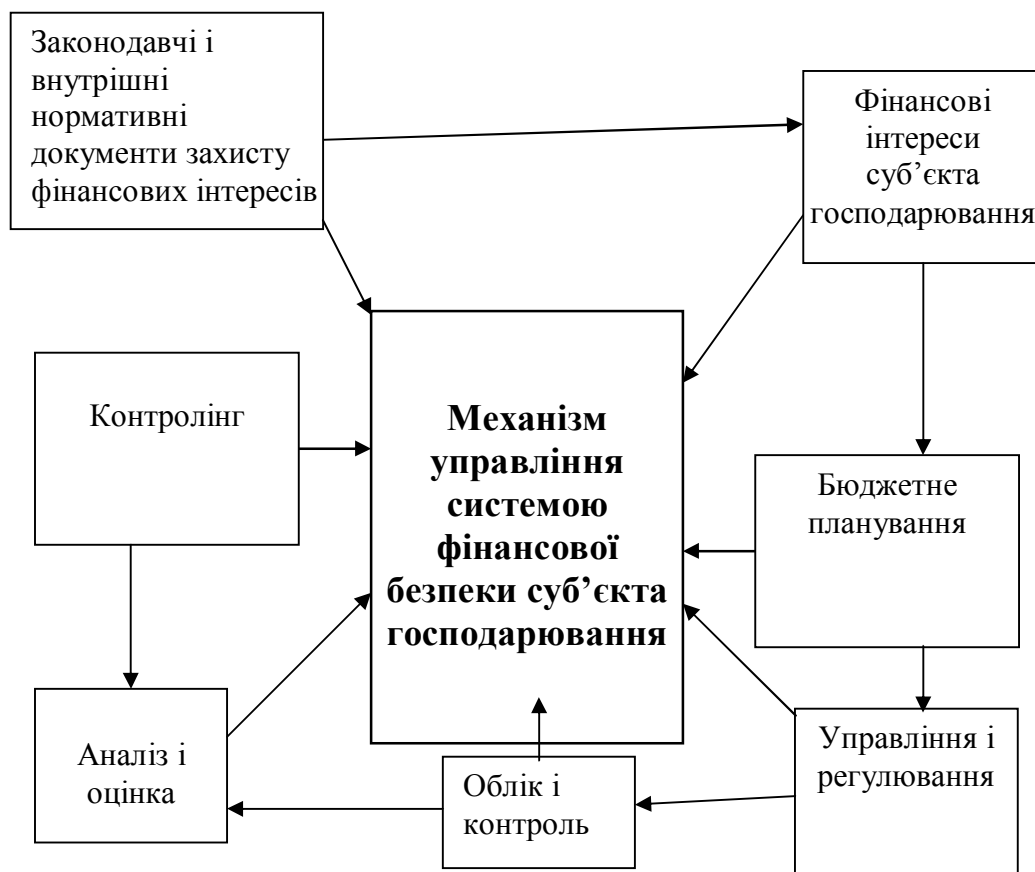 Законодавчі і
внутрішні
нормативні
документи захисту
фінансових інтересів
Фінансові
інтереси
суб’єкта
господарювання
Контролінг
Механізм
управління
системою
фінансової
безпеки суб’єкта
господарювання
Бюджетне
планування
Аналіз і
оцінка
Облік і
контроль
Управління і
регулювання